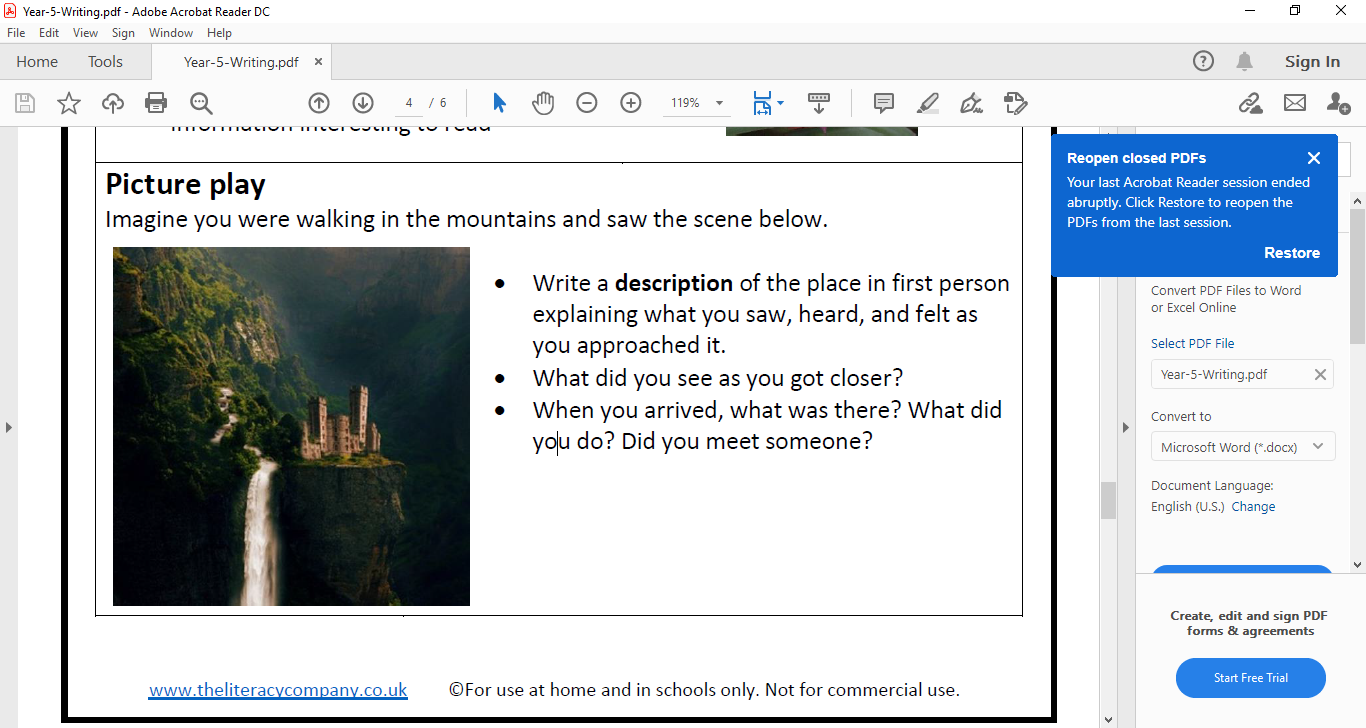 Year-5-Writing.pdf - Adobe Acrobat Reader DC
File Edit View Sign Window Help
Home Tools Year-5-Writing.pdf × Sign In
4 / 6 119%
information interesting to read
Picture play
Imagine you were walking in the mountains and saw the scene below.
• Write a description of the place in first person
explaining what you saw, heard, and felt as
you approached it.
• What did you see as you got closer?
• When you arrived, what was there? What did
you do? Did you meet someone?
www.theliteracycompany.co.uk ©For use at home and in schools only. Not for commercial use.
Reopen closed PDFs
Your last Acrobat Reader session ended
abruptly. Click Restore to reopen the
PDFs from the last session.
Restore
Convert PDF Files to Word
or Excel Online
Select PDF File
Year-5-Writing.pdf
Convert to
Microsoft Word (*.docx)
Document Language:
English (U.S.) Change
Create, edit and sign PDF
forms & agreements
Start Free Trial